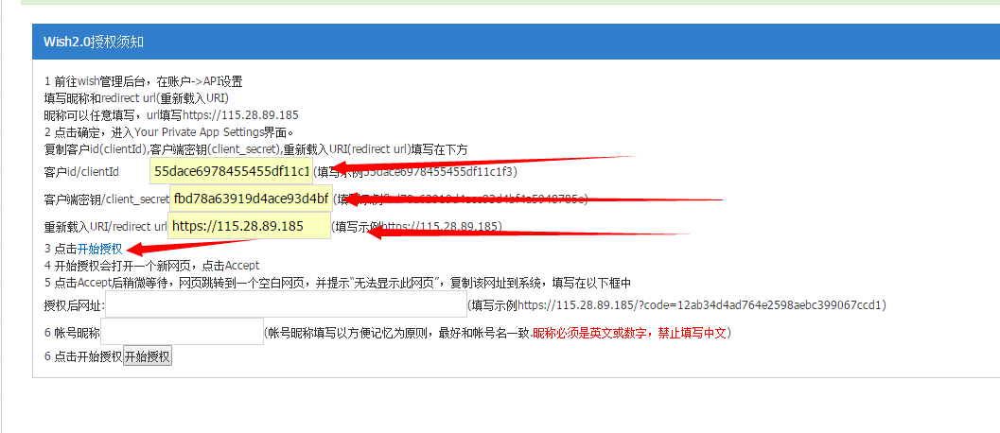 Wish2.0授权须知
1 前往wish管理后台，在账户->API设置
填写昵称和redirect url(重新载入URI)
昵称可以任意填写，url填写https://115.28.89.185
2 点击确定，进入Your Private App Settings界面。
复制客户id(clientId),客户端密钥(client_secret),重新载入URI(redirect url)填写在下方
客户id/clientId 55dace6978455455df11c1 (填写示例55dace6978455455df11c1f3)
客户端密钥/client_secret fbd78a63919d4ace93d4bf (填写示例
重新载入URI/redirect url https://115.28.89.185 (填写示例https://115.28.89.185)
3 点击开始授权
4 开始授权会打开一个新网页，点击Accept
5 点击Accept后稍微等待，网页跳转到一个空白网页，并提示"无法显示此网页"，复制该网址到系统，填写在以下框中
授权后网址: (填写示例https://115.28.89.185/?code=12ab34d4ad764e2598aebc399067ccd1)
6 帐号昵称 (帐号昵称填写以方便记忆为原则，最好和帐号名一致.昵称必须是英文或数字，禁止填写中文)
6 点击开始授权 开始授权